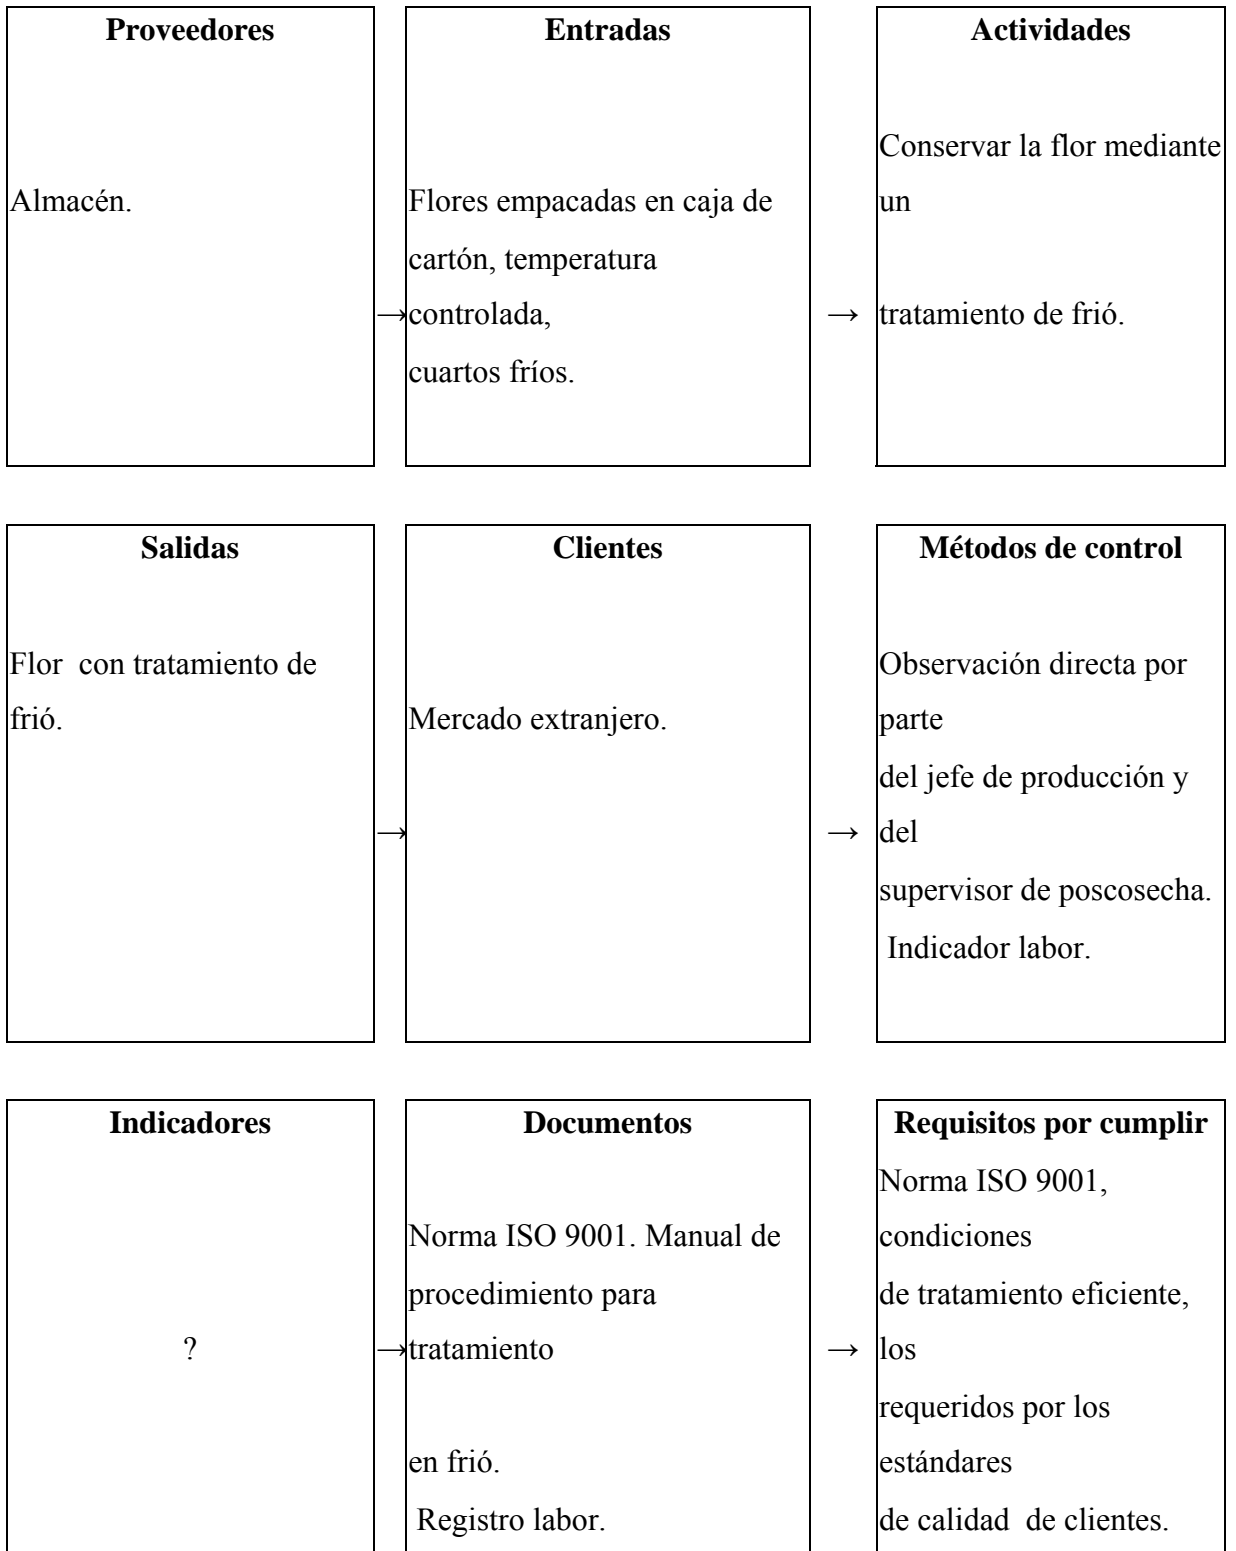 Proveedores
Almacén.
→
Entradas
Flores empacadas en caja de
cartón, temperatura
controlada,
cuartos fríos.
→
Actividades
Conservar la flor mediante
un
tratamiento de frió.
Salidas
Flor con tratamiento de
frió.
→
Clientes
Mercado extranjero.
→
Métodos de control
Observación directa por
parte
del jefe de producción y
del
supervisor de poscosecha.
Indicador labor.
Indicadores
?
→
Documentos
Norma ISO 9001. Manual de
procedimiento para
tratamiento
en frió.
Registro labor.
→
Requisitos por cumplir
Norma ISO 9001,
condiciones
de tratamiento eficiente,
los
requeridos por los
estándares
de calidad de clientes.